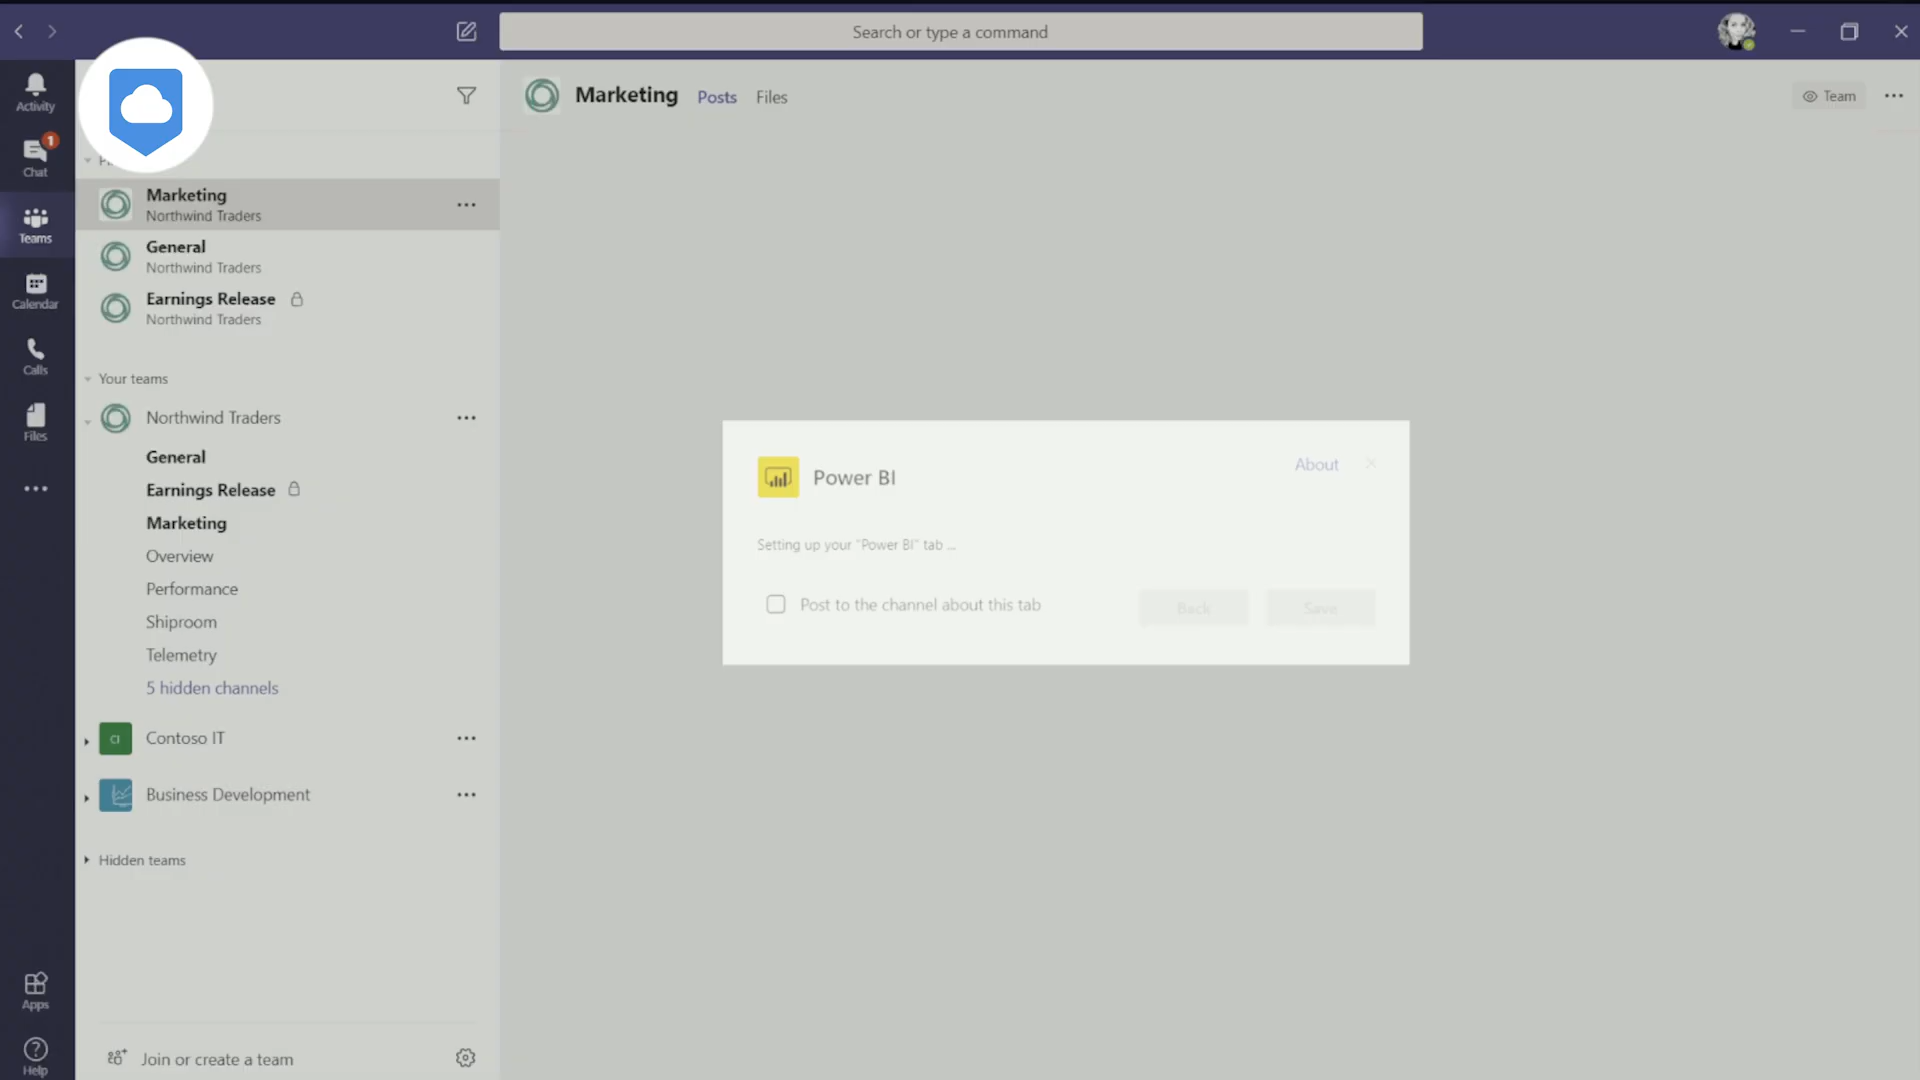 Search or type a command
Activity
1
Chat
Teams
Calendar
Calls
Files
Apps
Help
Marketing
Northwind Traders
General
Northwind Traders
Earnings Release
Northwind Traders
Your teams
Northwind Traders
General
Earnings Release
Marketing
Overview
Performance
Shiproom
Telemetry
5 hidden channels
CI
Contoso IT
Business Development
Hidden teams
Join or create a team
Marketing Posts Files
Team
Power BI
About
Setting up your "Power BI" tab ...
Post to the channel about this tab
Back
Save